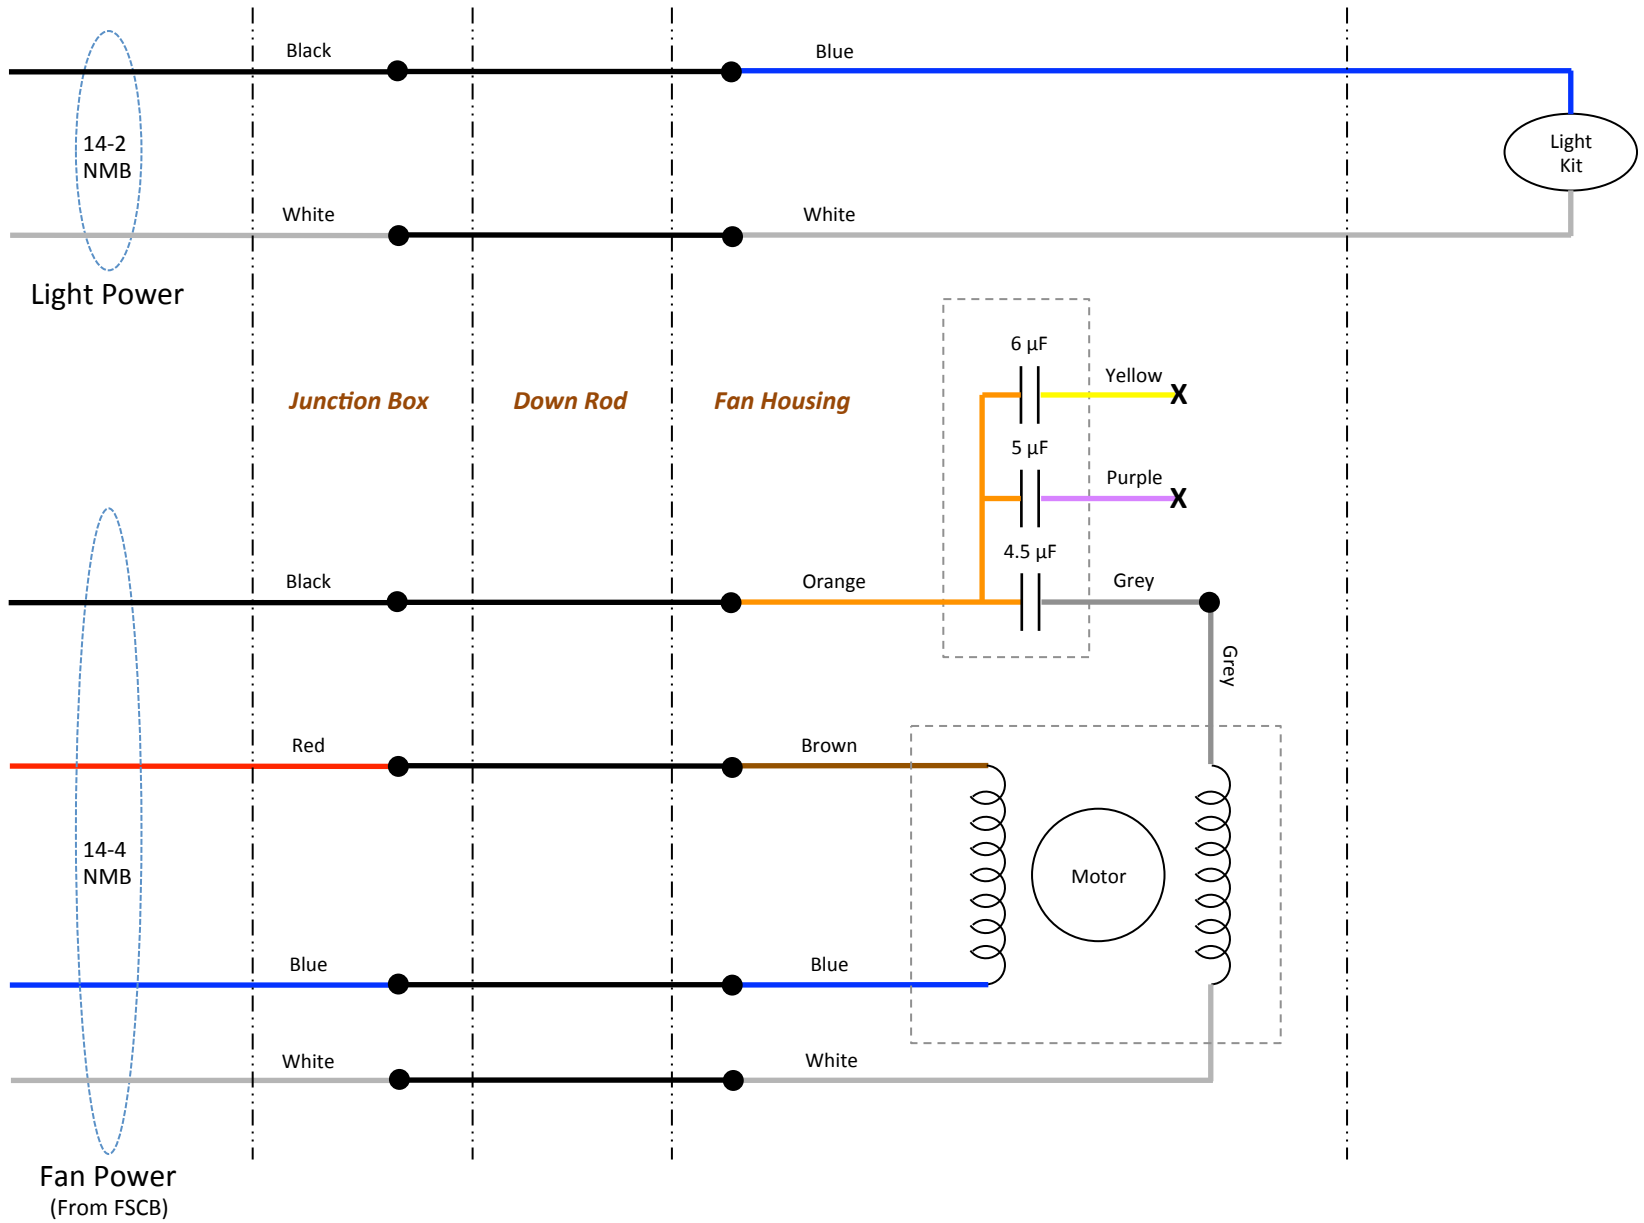 Black
Blue
14-2
NMB
Light
Kit
White
White
Light Power
6 µF
Yellow
X
Junction Box
Down Rod
Fan Housing
5 µF
Purple
X
4.5 µF
Black
Orange
Grey
Grey
Red
Brown
14-4
NMB
Motor
Blue
Blue
White
White
Fan Power
(From FSCB)